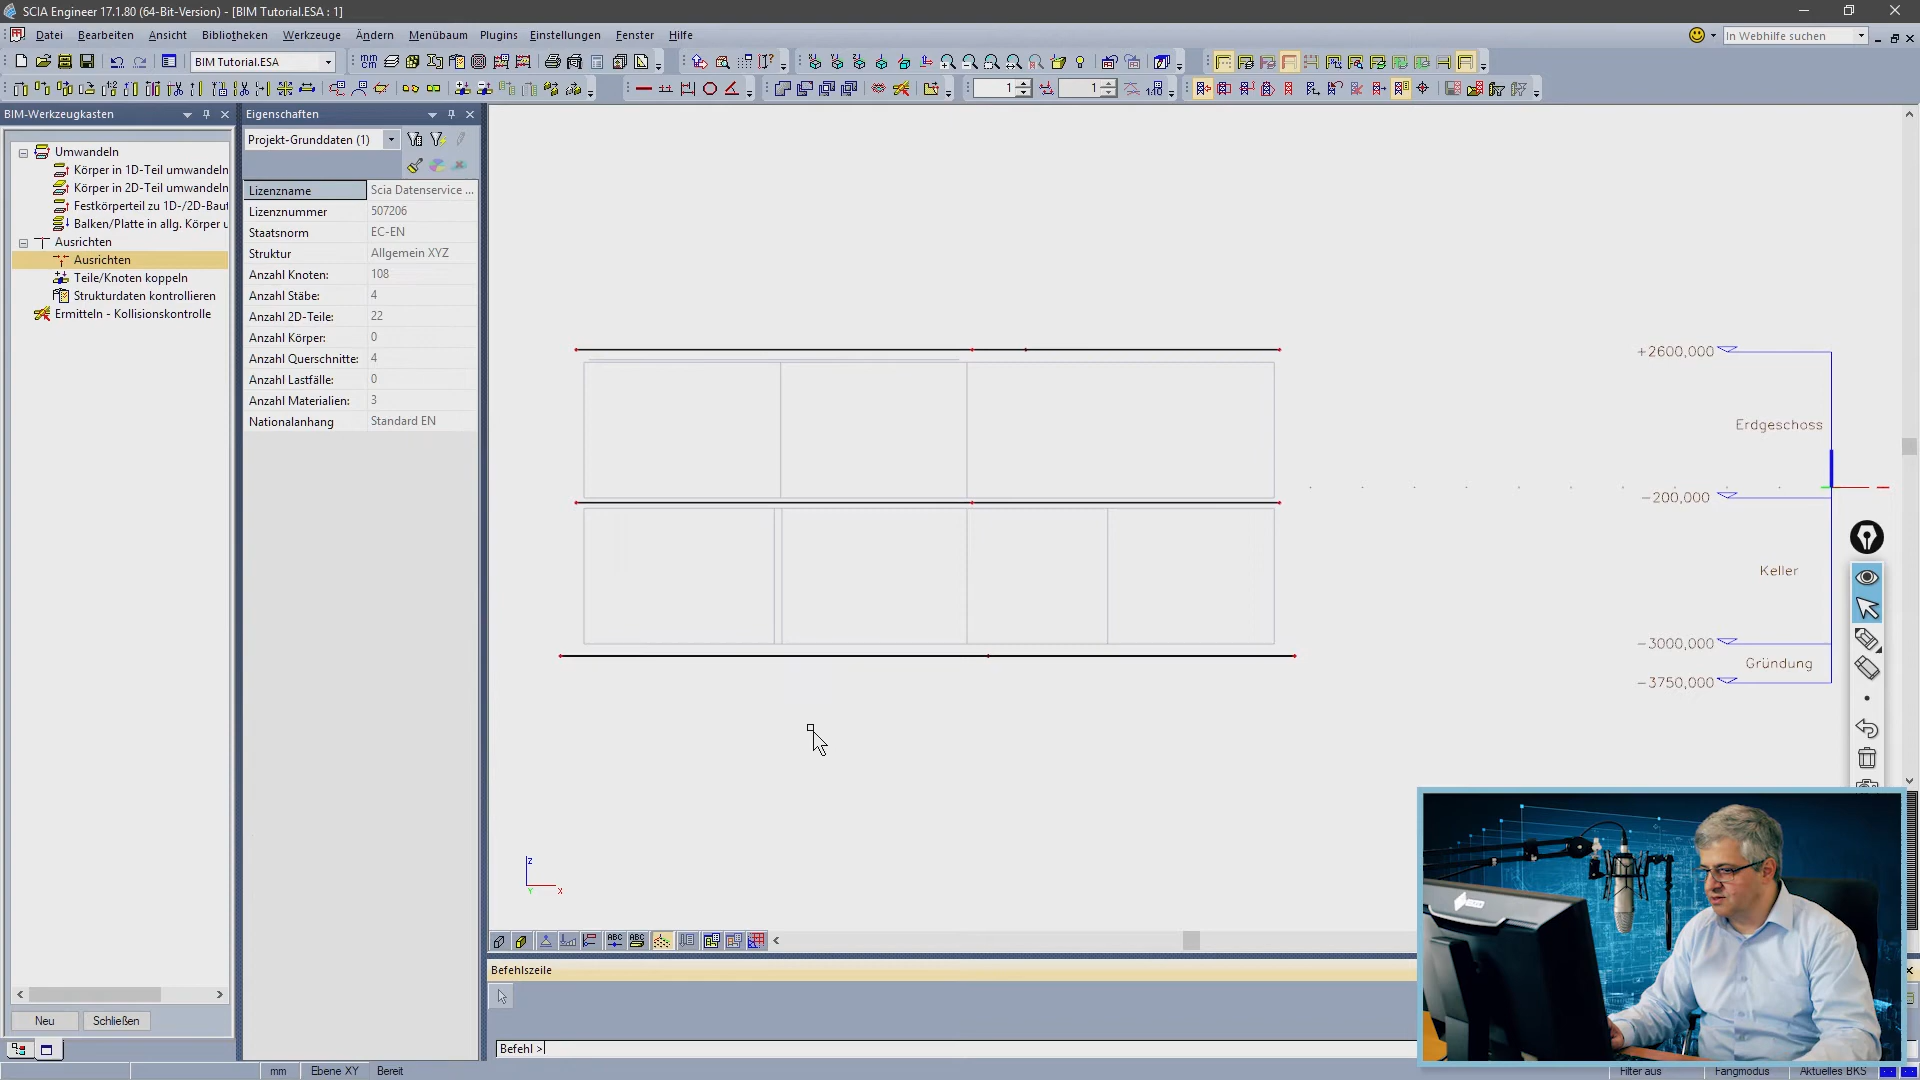 SCIA Engineer 17.1.80 (64-Bit-Version) - [BIM Tutorial.ESA : 1]
Datei Bearbeiten Ansicht Bibliotheken Werkzeuge Ändern Menübaum Plugins Einstellungen Fenster Hilfe
In Webhilfe suchen
BIM Tutorial.ESA
1
1
BIM-Werkzeugkasten
Umwandeln
Körper in 1D-Teil umwandeln
Körper in 2D-Teil umwandeln
Festkörperteil zu 1D-/2D-Baut
Balken/Platte in allg. Körper u
Ausrichten
Ausrichten
Teile/Knoten koppeln
Strukturdaten kontrollieren
Ermitteln - Kollisionskontrolle
Neu
Schließen
Eigenschaften
Projekt-Grunddaten (1)
Lizenzname Scia Datenservice ...
Lizenznummer 507206
Staatsnorm EC-EN
Struktur Allgemein XYZ
Anzahl Knoten: 108
Anzahl Stäbe: 4
Anzahl 2D-Teile: 22
Anzahl Körper: 0
Anzahl Querschnitte: 4
Anzahl Lastfälle: 0
Anzahl Materialien: 3
Nationalanhang Standard EN
+2600,000
Erdgeschoss
-200,000
Keller
-3000,000
Gründung
-3750,000
Z
Y
X
Befehlszeile
Befehl >
mm Ebene XY Bereit
Filter aus Fangmodus Aktuelles BKS